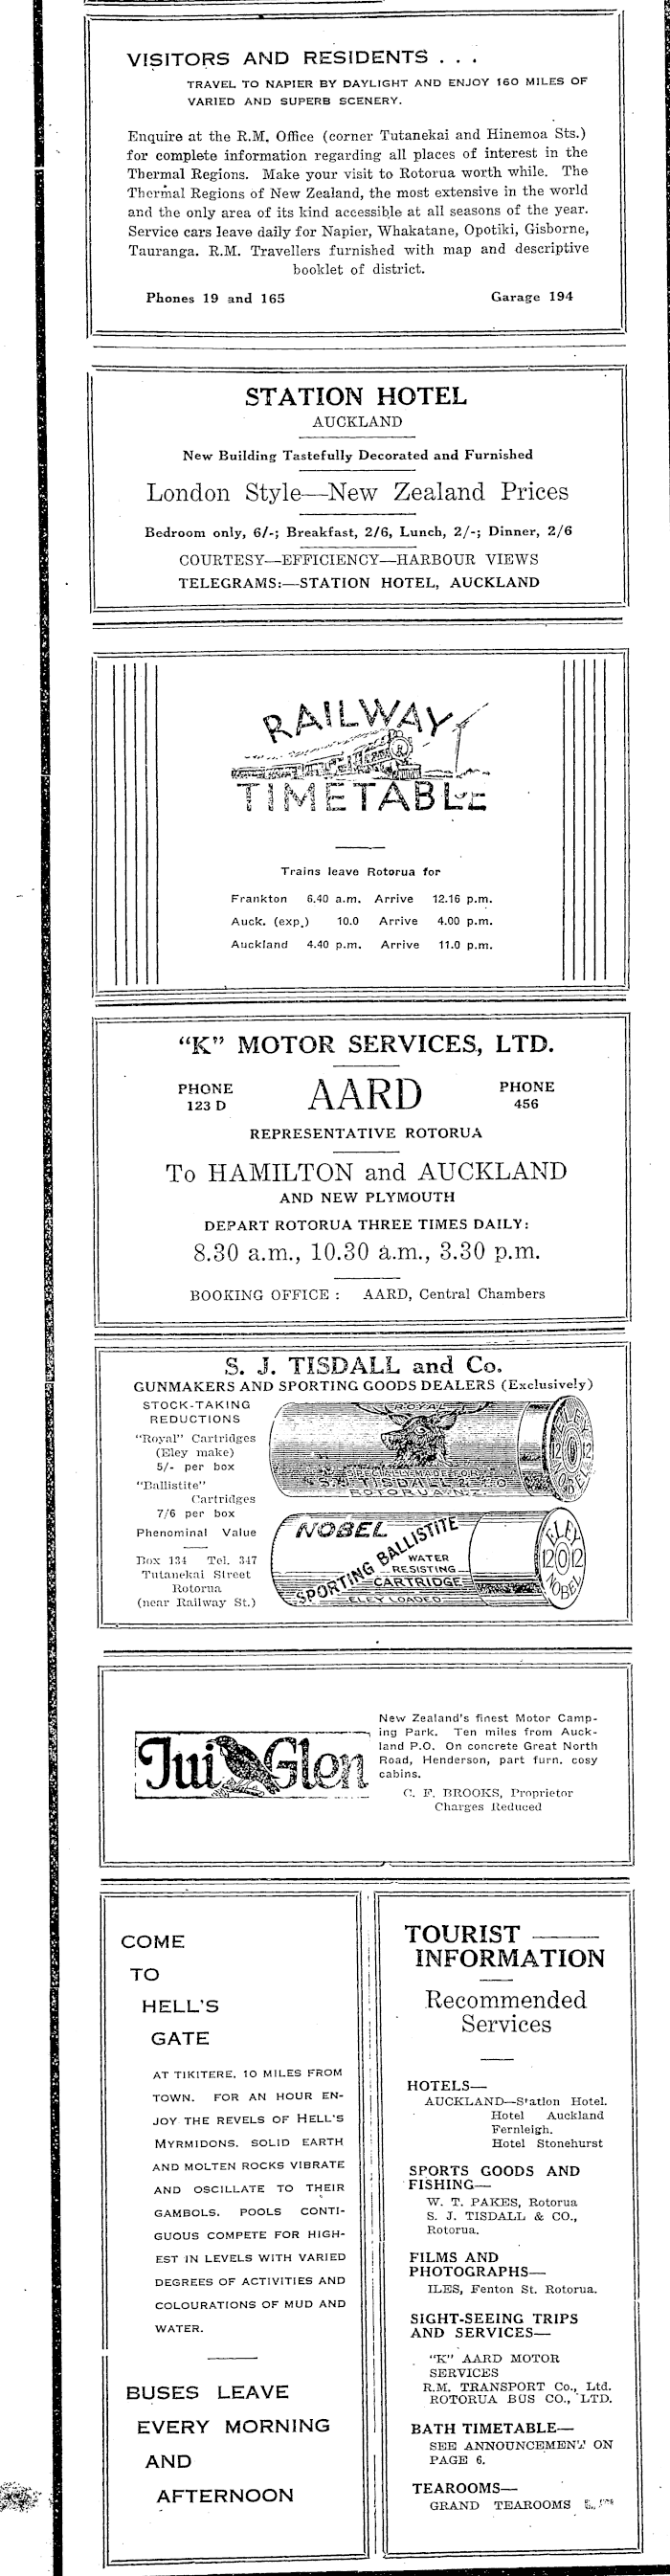 VISITORS AND RESIDENTS . . .
TRAVEL TO NAPIER BY DAYLIGHT AND ENJOY 160 MILES OF
VARIED AND SUPERB SCENERY.
Enquire at the R.M. Office (corner Tutanekai and Hinemoa Sts.)
for complete information regarding all places of interest in the
Thermal Regions. Make your visit to Rotorua worth while. The
Thermal Regions of New Zealand, the most extensive in the world
and the only area of its kind accessible at all seasons of the year.
Service cars leave daily for Napier, Whakatane, Opotiki, Gisborne,
Tauranga. R.M. Travellers furnished with map and descriptive
booklet of district.
Phones 19 and 165 Garage 194
STATION HOTEL
AUCKLAND
New Building Tastefully Decorated and Furnished
London Style—New Zealand Prices
Bedroom only, 6/-; Breakfast, 2/6, Lunch, 2/-; Dinner, 2/6
COURTESY—EFFICIENCY—HARBOUR VIEWS
TELEGRAMS:—STATION HOTEL, AUCKLAND
RAILWAY
TIMETABLE
Trains leave Rotorua for
Frankton 6.40 a.m. Arrive 12.16 p.m.
Auck. (exp.) 10.0 Arrive 4.00 p.m.
Auckland 4.40 p.m. Arrive 11.0 p.m.
"K" MOTOR SERVICES, LTD.
PHONE
123 D
AARD
PHONE
456
REPRESENTATIVE ROTORUA
To HAMILTON and AUCKLAND
AND NEW PLYMOUTH
DEPART ROTORUA THREE TIMES DAILY:
8.30 a.m., 10.30 a.m., 3.30 p.m.
BOOKING OFFICE : AARD, Central Chambers
S. J. TISDALL and Co.
GUNMAKERS AND SPORTING GOODS DEALERS (Exclusively)
STOCK-TAKING
REDUCTIONS
"Royal" Cartridges
(Eley make)
5/- per box
"Ballistite"
Cartridges
7/6 per box
Phenominal Value
Box 134 Tel. 347
Tutanekai Street
Rotorua
(near Railway St.)
ROYAL
SPECIALLY MADE FOR
S. J. TISDALL & CO
ROTORUA N.Z.
ELEY
12 12
NOBEL
NOBEL
SPORTING BALLISTITE
WATER
RESISTING
CARTRIDGE
ELEY LOADED
ELEY
12 12
NOBEL
Tui Glen
New Zealand's finest Motor Camp-
ing Park. Ten miles from Auck-
land P.O. On concrete Great North
Road, Henderson, part furn. cosy
cabins.
C. F. BROOKS, Proprietor
Charges Reduced
COME
TO
HELL'S
GATE
AT TIKITERE, 10 MILES FROM
TOWN. FOR AN HOUR EN-
JOY THE REVELS OF HELL'S
MYRMIDONS. SOLID EARTH
AND MOLTEN ROCKS VIBRATE
AND OSCILLATE TO THEIR
GAMBOLS. POOLS CONTI-
GUOUS COMPETE FOR HIGH-
EST IN LEVELS WITH VARIED
DEGREES OF ACTIVITIES AND
COLOURATIONS OF MUD AND
WATER.
BUSES LEAVE
EVERY MORNING
AND
AFTERNOON
TOURIST ——
INFORMATION
Recommended
Services
HOTELS—
AUCKLAND—Station Hotel.
Hotel Auckland
Fernleigh.
Hotel Stonehurst
SPORTS GOODS AND
FISHING—
W. T. PAKES, Rotorua
S. J. TISDALL & CO.,
Rotorua.
FILMS AND
PHOTOGRAPHS—
ILES, Fenton St. Rotorua.
SIGHT-SEEING TRIPS
AND SERVICES—
"K" AARD MOTOR
SERVICES
R.M. TRANSPORT Co., Ltd.
ROTORUA BUS CO., LTD.
BATH TIMETABLE—
SEE ANNOUNCEMENT ON
PAGE 6.
TEAROOMS—
GRAND TEAROOMS